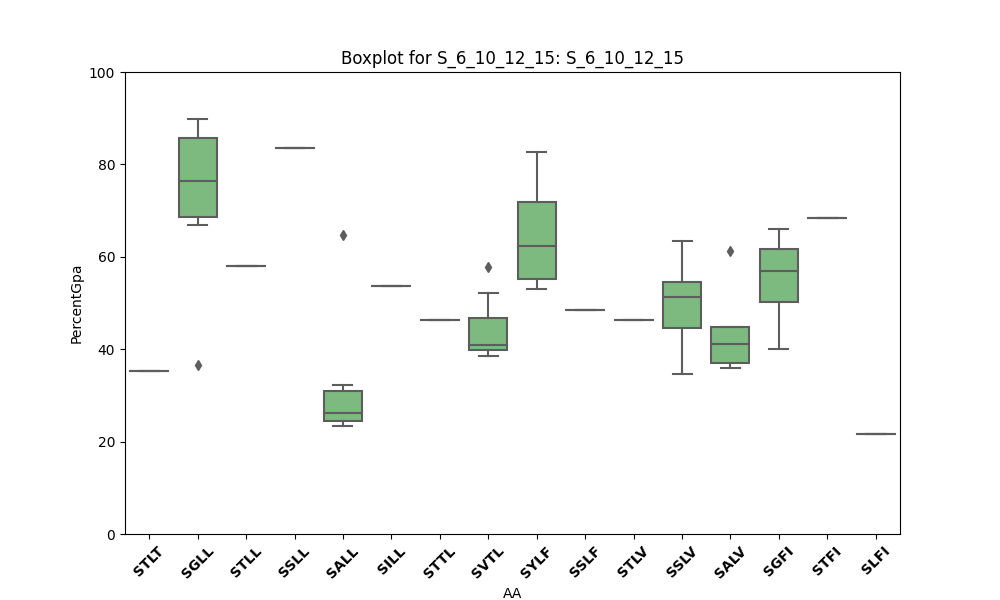 Boxplot for S_6_10_12_15: S_6_10_12_15
100
80
60
40
20
0
PercentGpa
STLT SGLL STLL SSLL SALL SILL STTL SVTL SYLF SSLF STLV SSLV SALV SGFI STFI SLFI
AA